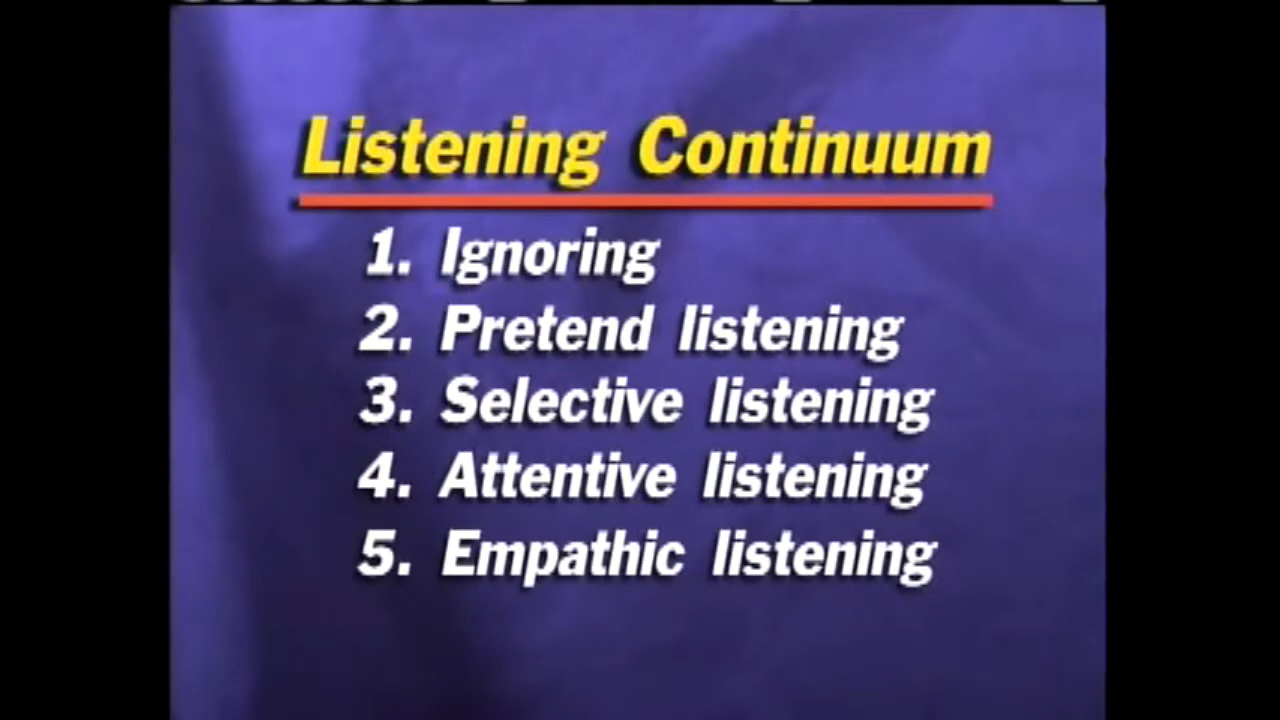 Listening Continuum
1. Ignoring
2. Pretend listening
3. Selective listening
4. Attentive listening
5. Empathic listening